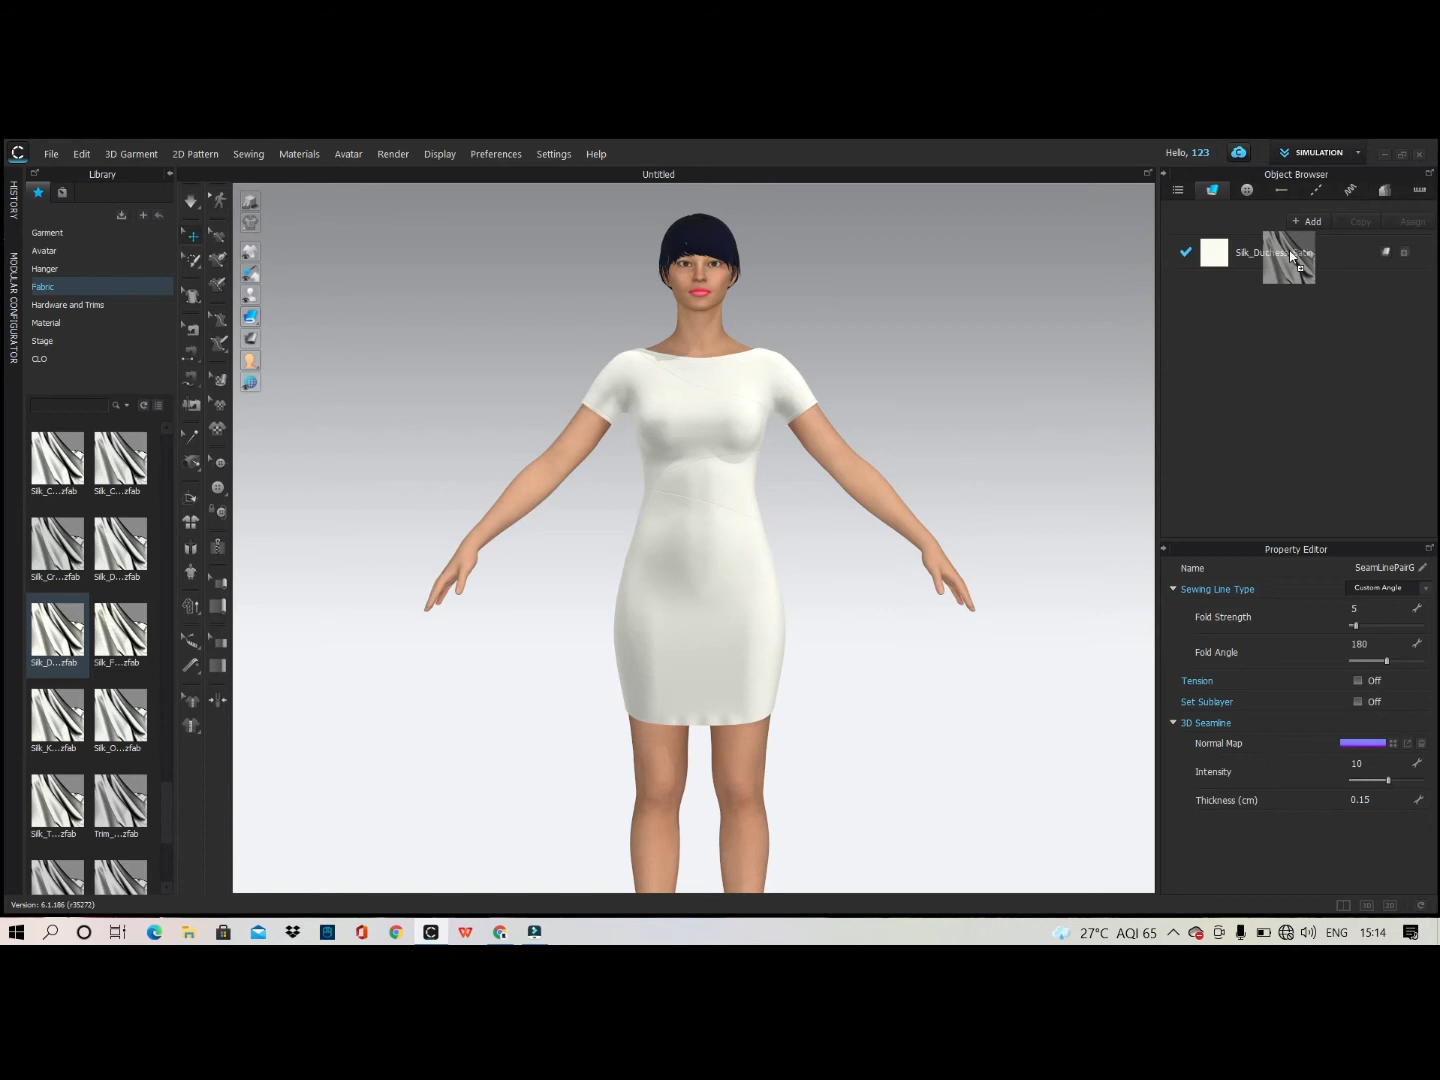 File Edit 3D Garment 2D Pattern Sewing Materials Avatar Render Display Preferences Settings Help
Hello, 123
SIMULATION
HISTORY
MODULAR CONFIGURATOR
Library
Untitled
Object Browser
Garment
Avatar
Hanger
Fabric
Hardware and Trims
Material
Stage
CLO
+ Add Copy Assign
Silk_Duchess
Silk_C...zfab Silk_C...zfab
Silk_Cr...zfab Silk_D...zfab
Silk_D...zfab Silk_F...zfab
Silk_K...zfab Silk_O...zfab
Silk_T...zfab Trim_...zfab
Property Editor
Name SeamLinePairG
Sewing Line Type Custom Angle
Fold Strength 5
Fold Angle 180
Tension Off
Set Sublayer Off
3D Seamline
Normal Map
Intensity 10
Thickness (cm) 0.15
Version: 6.1.186 (r35272)
3D 2D
27°C AQI 65 ENG 15:14